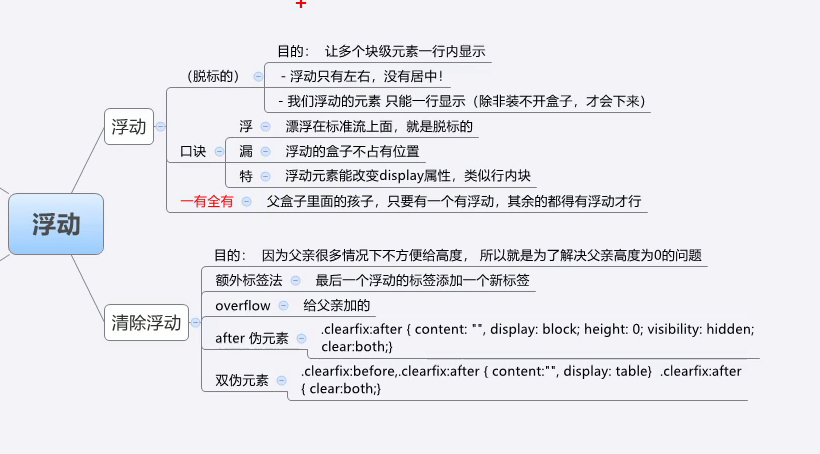 目的： 让多个块级元素一行内显示
（脱标的） - 浮动只有左右，没有居中！
- 我们浮动的元素 只能一行显示（除非装不开盒子，才会下来）
浮动
浮 漂浮在标准流上面，就是脱标的
口诀 漏 浮动的盒子不占有位置
特 浮动元素能改变display属性，类似行内块
一有全有 父盒子里面的孩子，只要有一个有浮动，其余的都得有浮动才行
浮动
目的： 因为父亲很多情况下不方便给高度， 所以就是为了解决父亲高度为0的问题
额外标签法 最后一个浮动的标签添加一个新标签
overflow 给父亲加的
清除浮动
after 伪元素 .clearfix:after { content: "", display: block; height: 0; visibility: hidden;
clear:both;}
双伪元素 .clearfix:before,.clearfix:after { content:"", display: table} .clearfix:after
{ clear:both;}